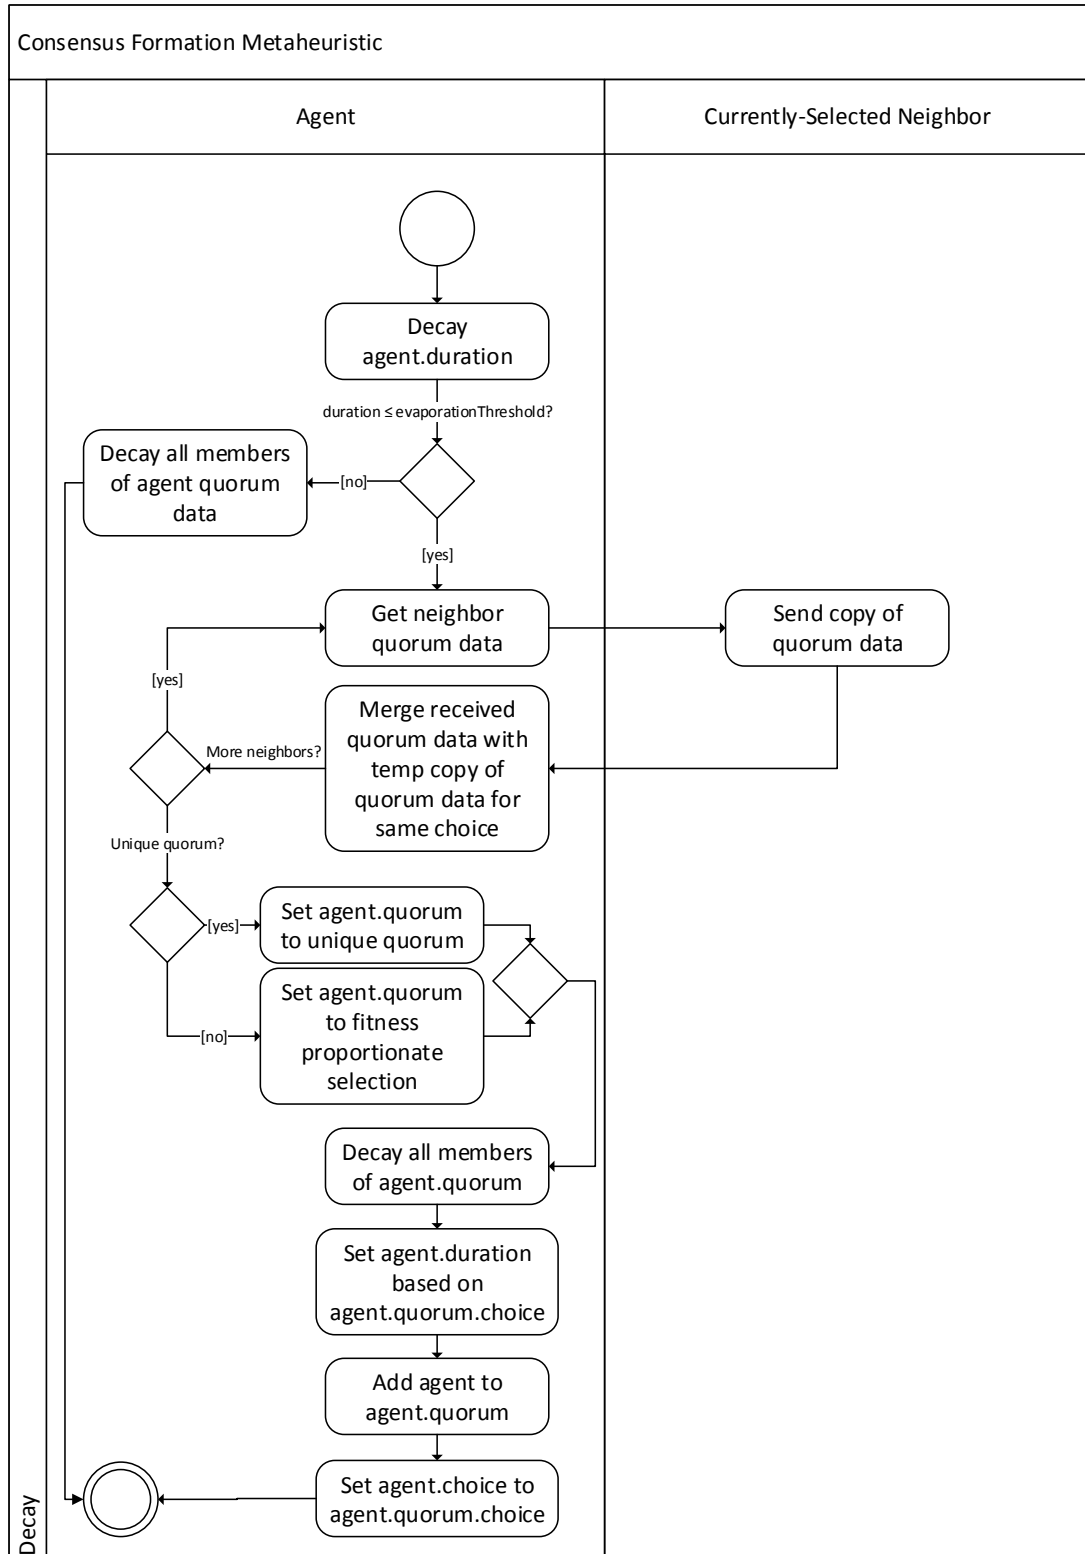 Consensus Formation Metaheuristic
Agent
Currently-Selected Neighbor
Decay
agent.duration
duration ≤ evaporationThreshold?
Decay all members
of agent quorum
data
[no]
[yes]
Get neighbor
quorum data
Send copy of
quorum data
[yes]
Merge received
quorum data with
temp copy of
quorum data for
same choice
More neighbors?
Unique quorum?
[yes]
Set agent.quorum
to unique quorum
[no]
Set agent.quorum
to fitness
proportionate
selection
Decay all members
of agent.quorum
Set agent.duration
based on
agent.quorum.choice
Add agent to
agent.quorum
Set agent.choice to
agent.quorum.choice
Decay